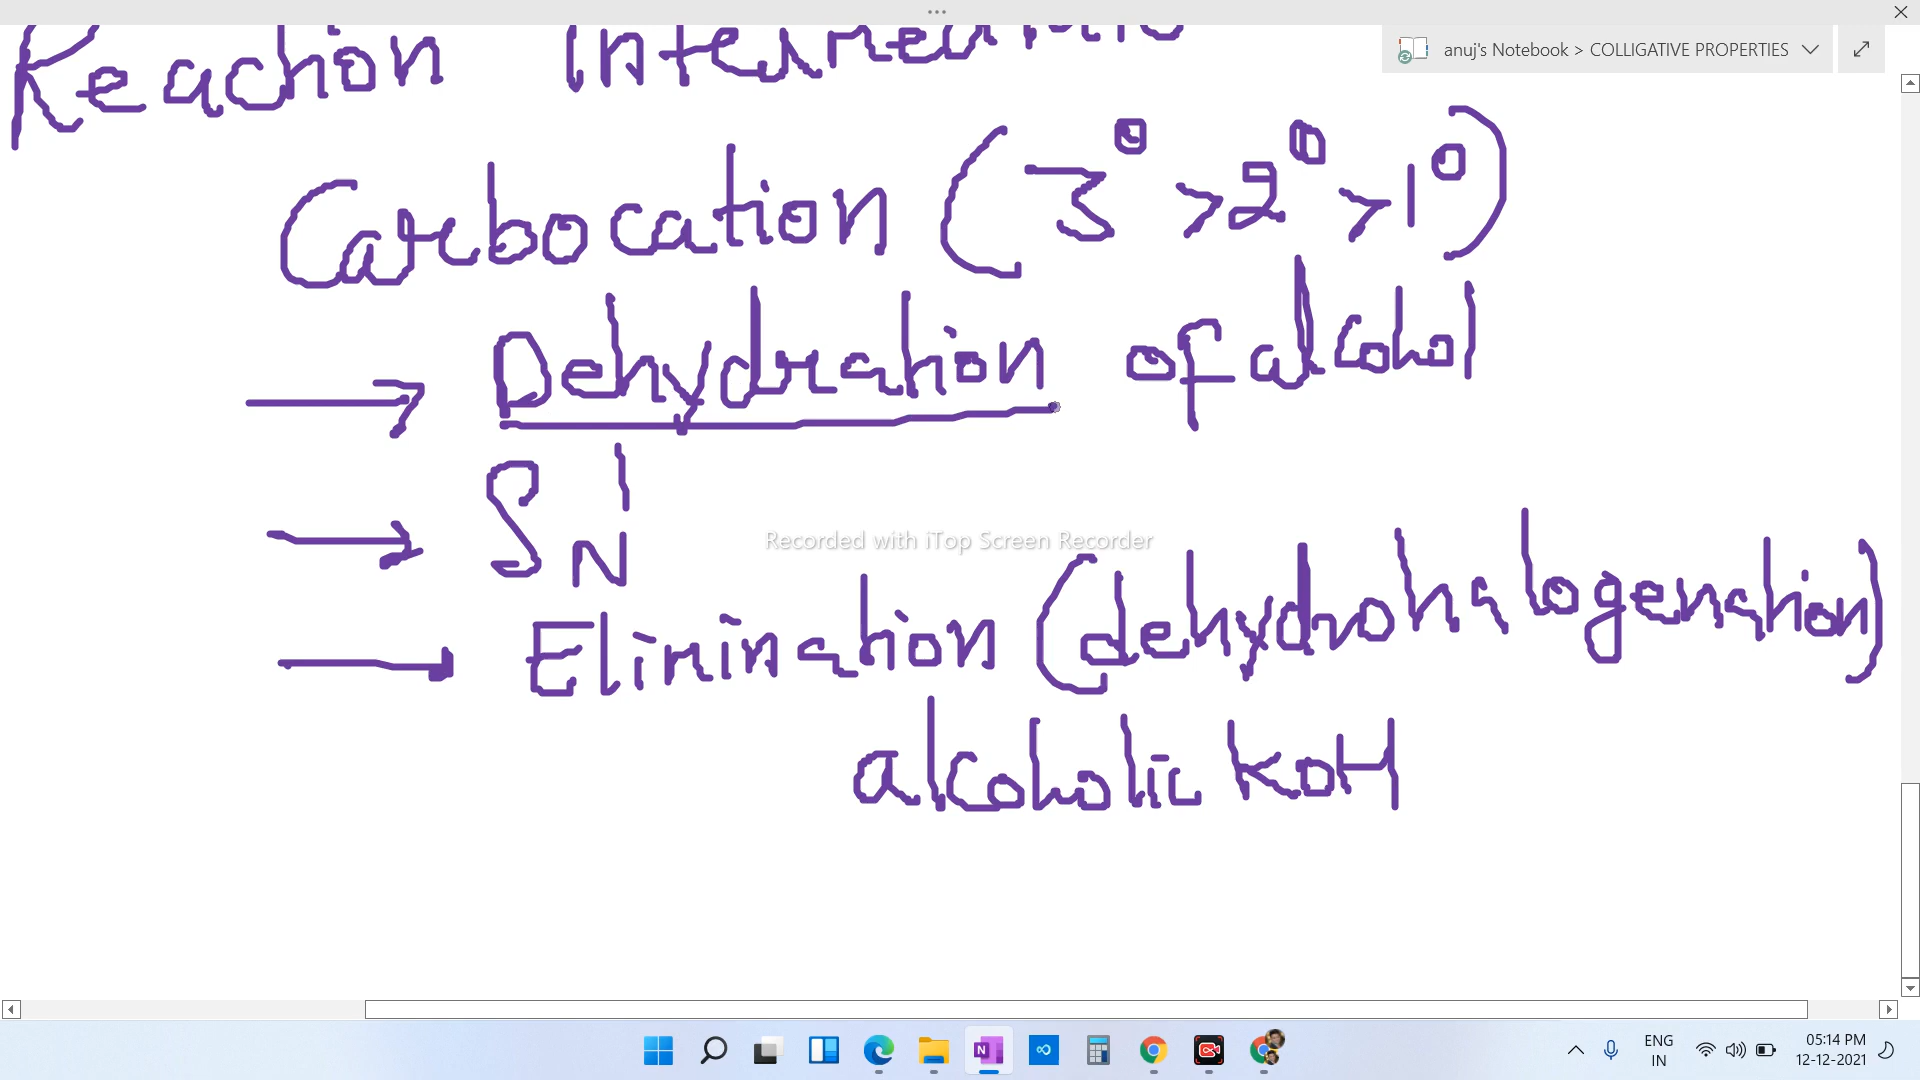 anuj's Notebook > COLLIGATIVE PROPERTIES
Reaction
Carbocation (3° > 2° > 1°)
→ Dehydration of alcohol
→ SN1
Recorded with iTop Screen Recorder
→ Elimination (dehydrohalogenation)
alcoholic KOH
ENG
IN
05:14 PM
12-12-2021